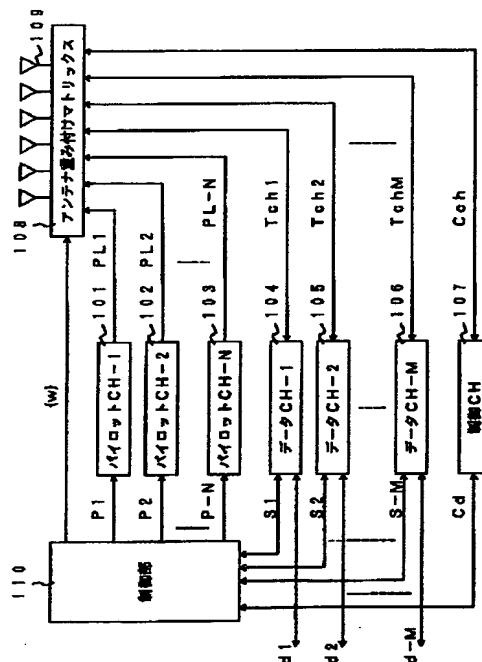 109
108
アンテナ重み付けマトリックス
{w}
PL1
PL2
PL-N
Tch1
Tch2
TchM
Cch
101
102
103
104
105
106
107
パイロットCH-1
パイロットCH-2
パイロットCH-N
データCH-1
データCH-2
データCH-M
制御CH
P1
P2
P-N
S1
S2
S-M
Cd
110
制御部
d1
d2
d-M